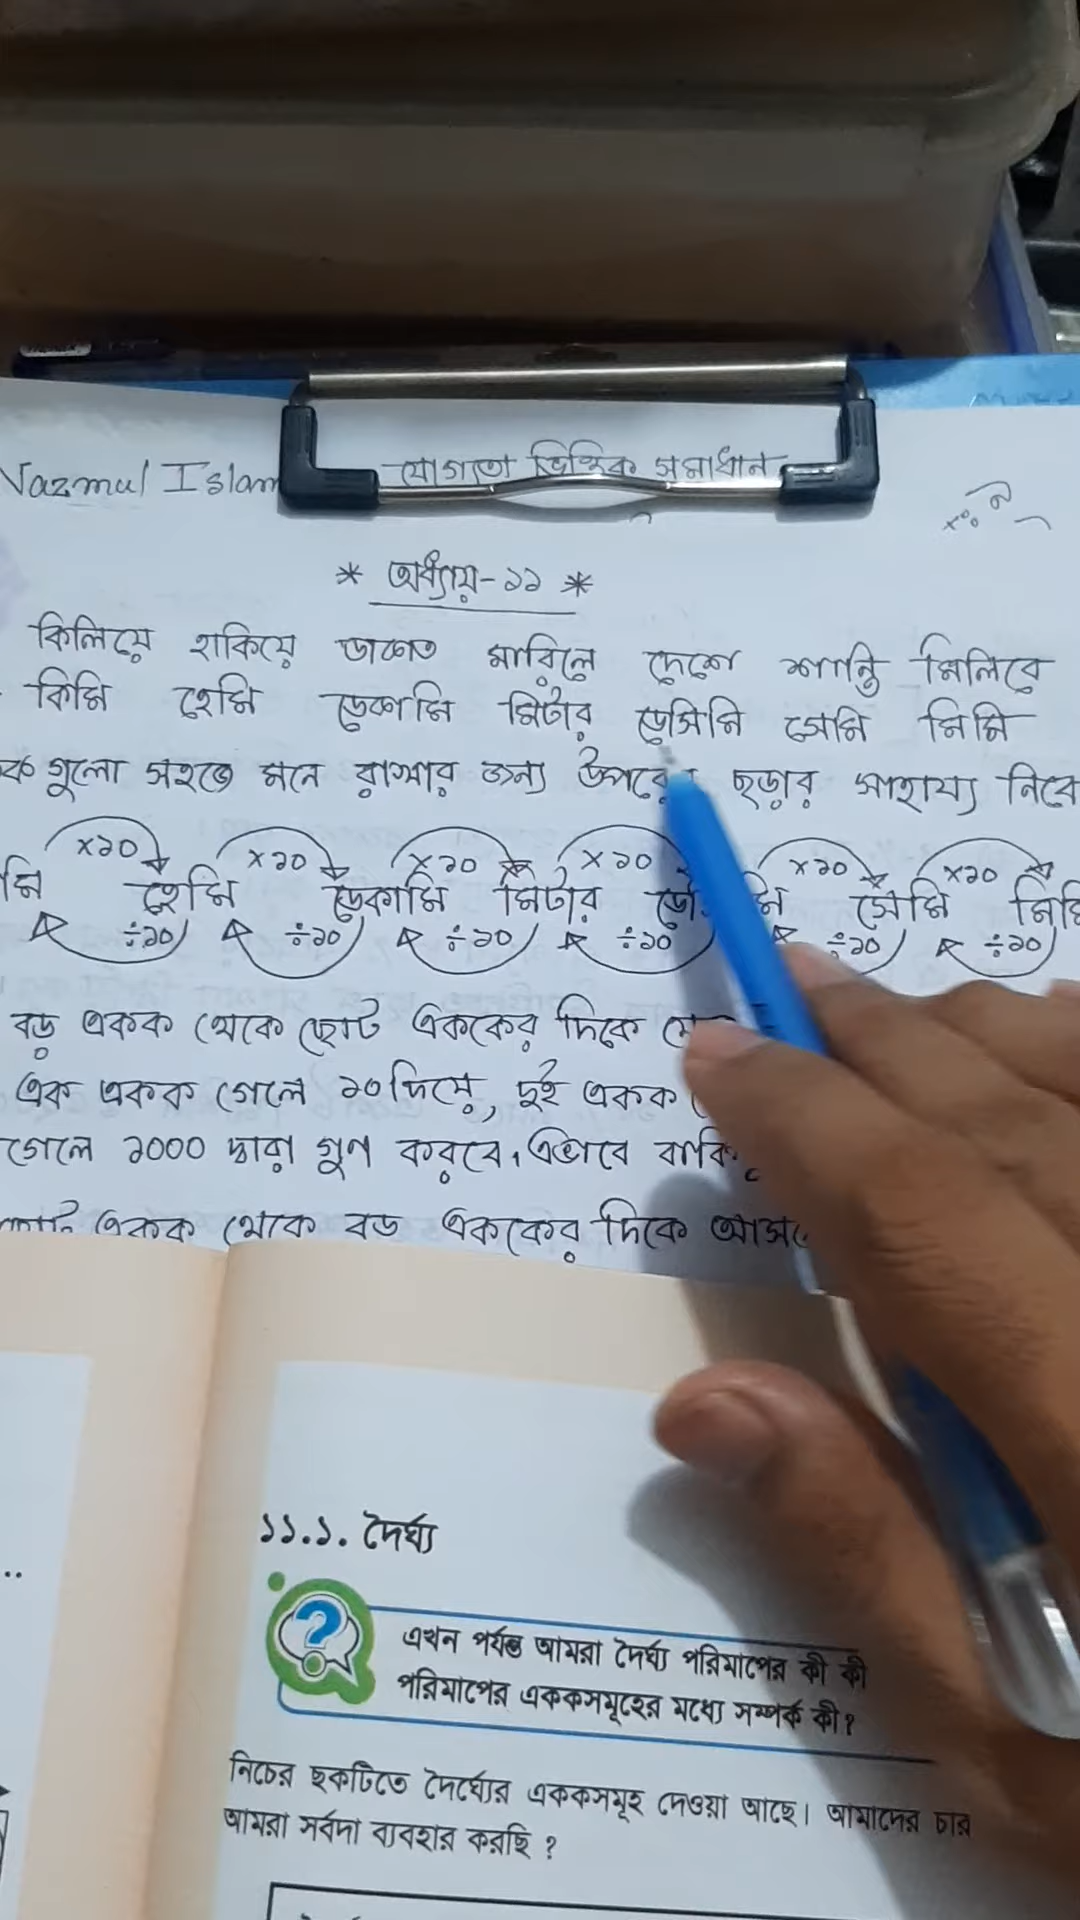 Nazmul Islam
যোগ্যতা ভিত্তিক সমাধান
* অধ্যায়-১১ *
কিলিয়ে হাকিয়ে ডাকাত মারিলে দেশে শান্তি মিলিবে
কিমি হেমি ডেকামি মিটার ডেসিমি সেমি মিমি
গুলো সহজে মনে রাখার জন্য উপরের ছড়ার সাহায্য নিবে
×১০ ×১০ ×১০ ×১০ ×১০ ×১০
মি হেমি ডেকামি মিটার সেমি
÷১০ ÷১০ ÷১০ ÷১০ ÷১০ ÷১০
বড় একক থেকে ছোট এককের দিকে
এক একক গেলে ১০ দিয়ে, দুই একক
গেলে ১০০০ দ্বারা গুণ করবে। এভাবে
একক থেকে বড় এককের দিকে
১১.১. দৈর্ঘ্য
এখন পর্যন্ত আমরা দৈর্ঘ্য পরিমাপের কী কী
পরিমাপের এককসমূহের মধ্যে সম্পর্ক কী?
নিচের ছকটিতে দৈর্ঘ্যের এককসমূহ দেওয়া আছে। আমাদের চার
আমরা সর্বদা ব্যবহার করছি ?